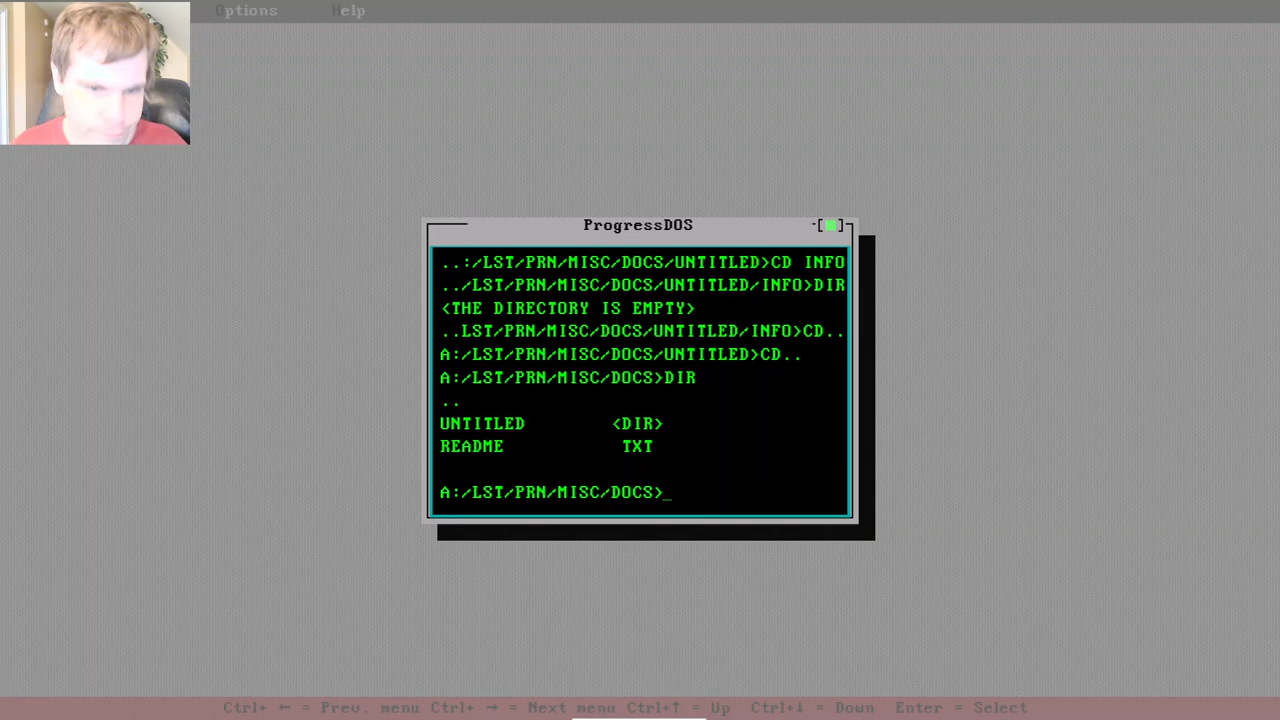 Options Help
ProgressDOS
..:/LST/PRN/MISC/DOCS/UNTITLED>CD INFO
../LST/PRN/MISC/DOCS/UNTITLED/INFO>DIR
<THE DIRECTORY IS EMPTY>
..LST/PRN/MISC/DOCS/UNTITLED/INFO>CD..
A:/LST/PRN/MISC/DOCS/UNTITLED>CD..
A:/LST/PRN/MISC/DOCS>DIR
..
UNTITLED <DIR>
README TXT
A:/LST/PRN/MISC/DOCS>_
Ctrl+ ← = Prev. menu Ctrl+ → = Next menu Ctrl+↑ = Up Ctrl+↓ = Down Enter = Select